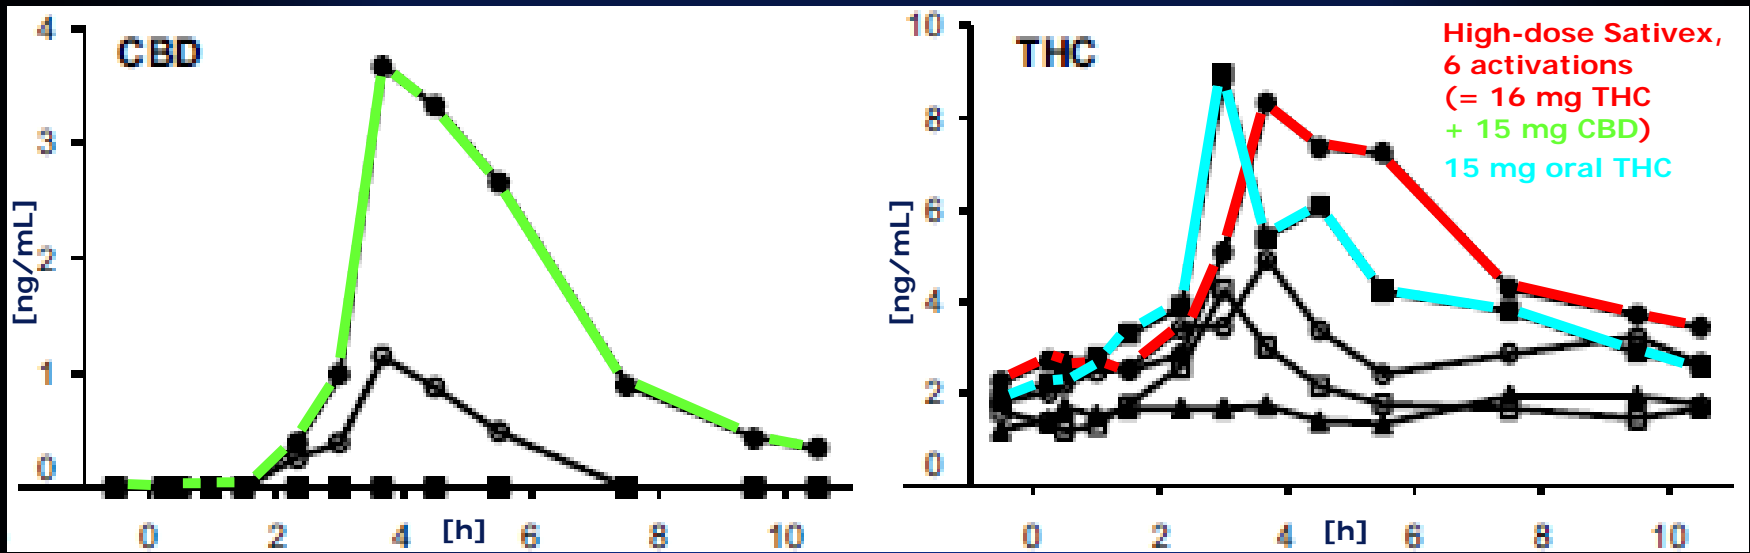 CBD
4
3
2
1
0
[ng/mL]
0 2 4 [h] 6 8 10
THC
10
8
6
4
2
0
[ng/mL]
0 2 4 [h] 6 8 10
High-dose Sativex,
6 activations
(= 16 mg THC
+ 15 mg CBD)
15 mg oral THC